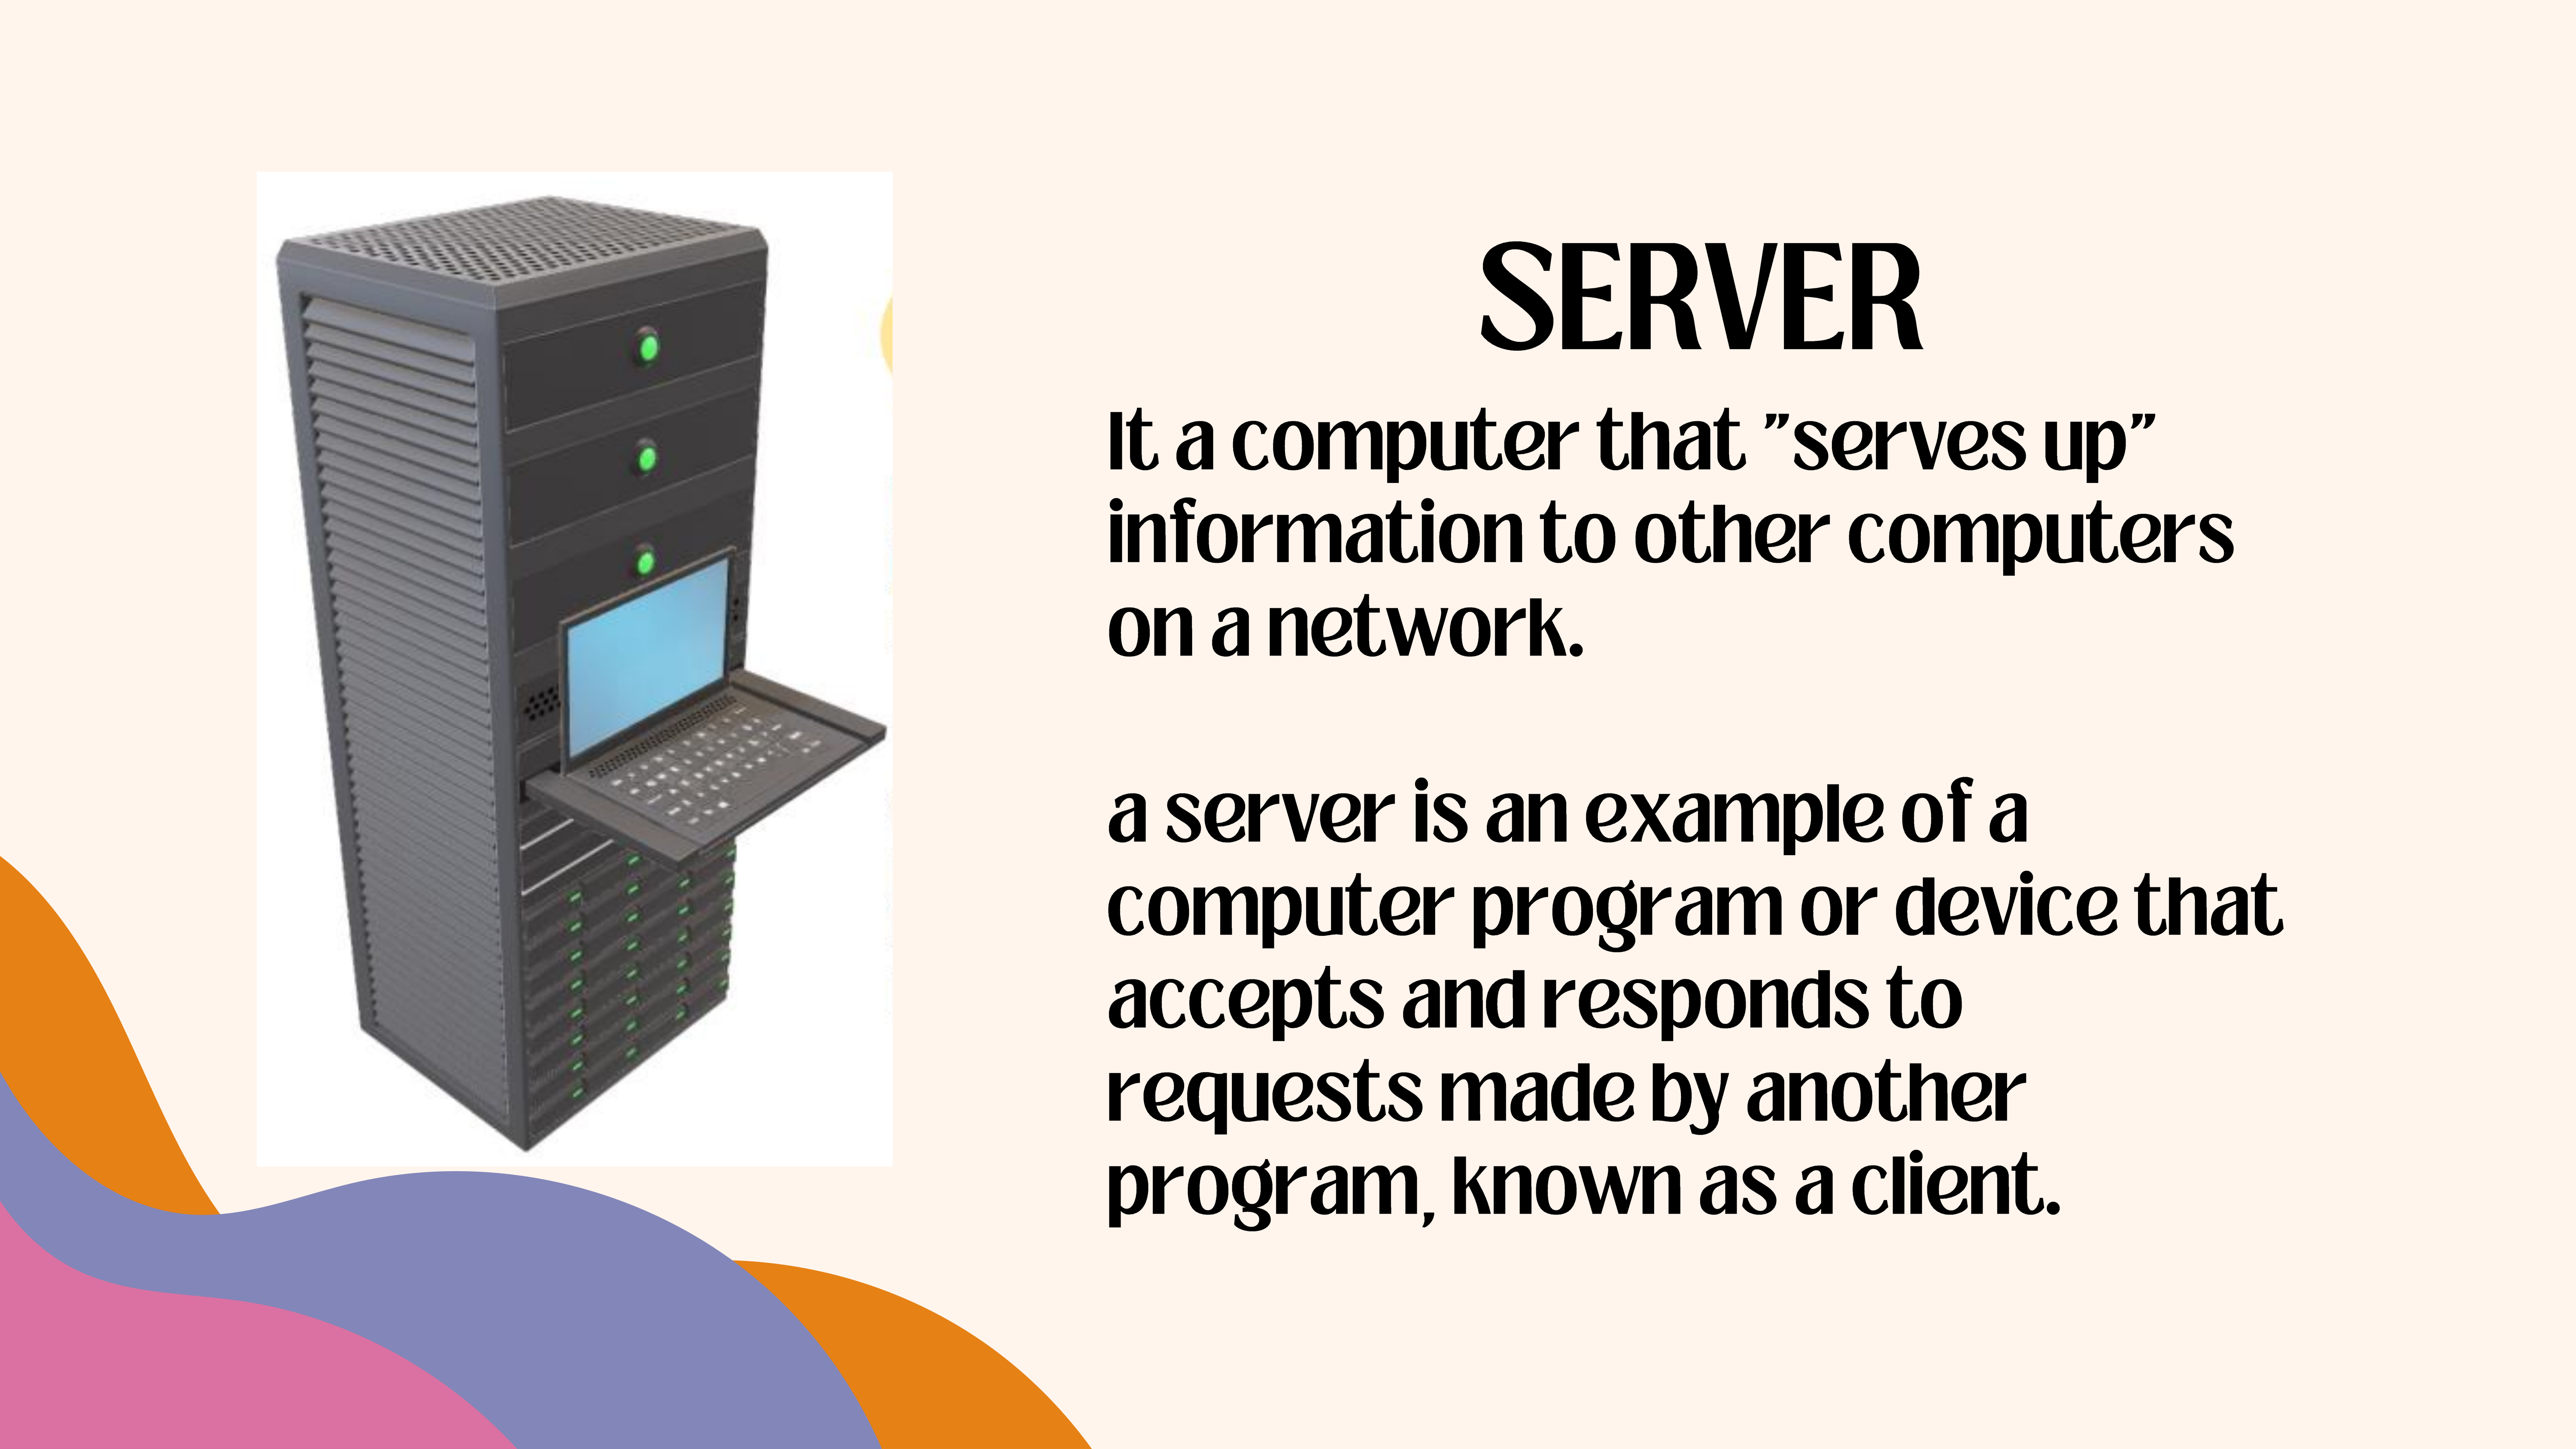 SERVER
It a computer that "serves up"
information to other computers
on a network.
a server is an example of a
computer program or device that
accepts and responds to
requests made by another
program, known as a client.